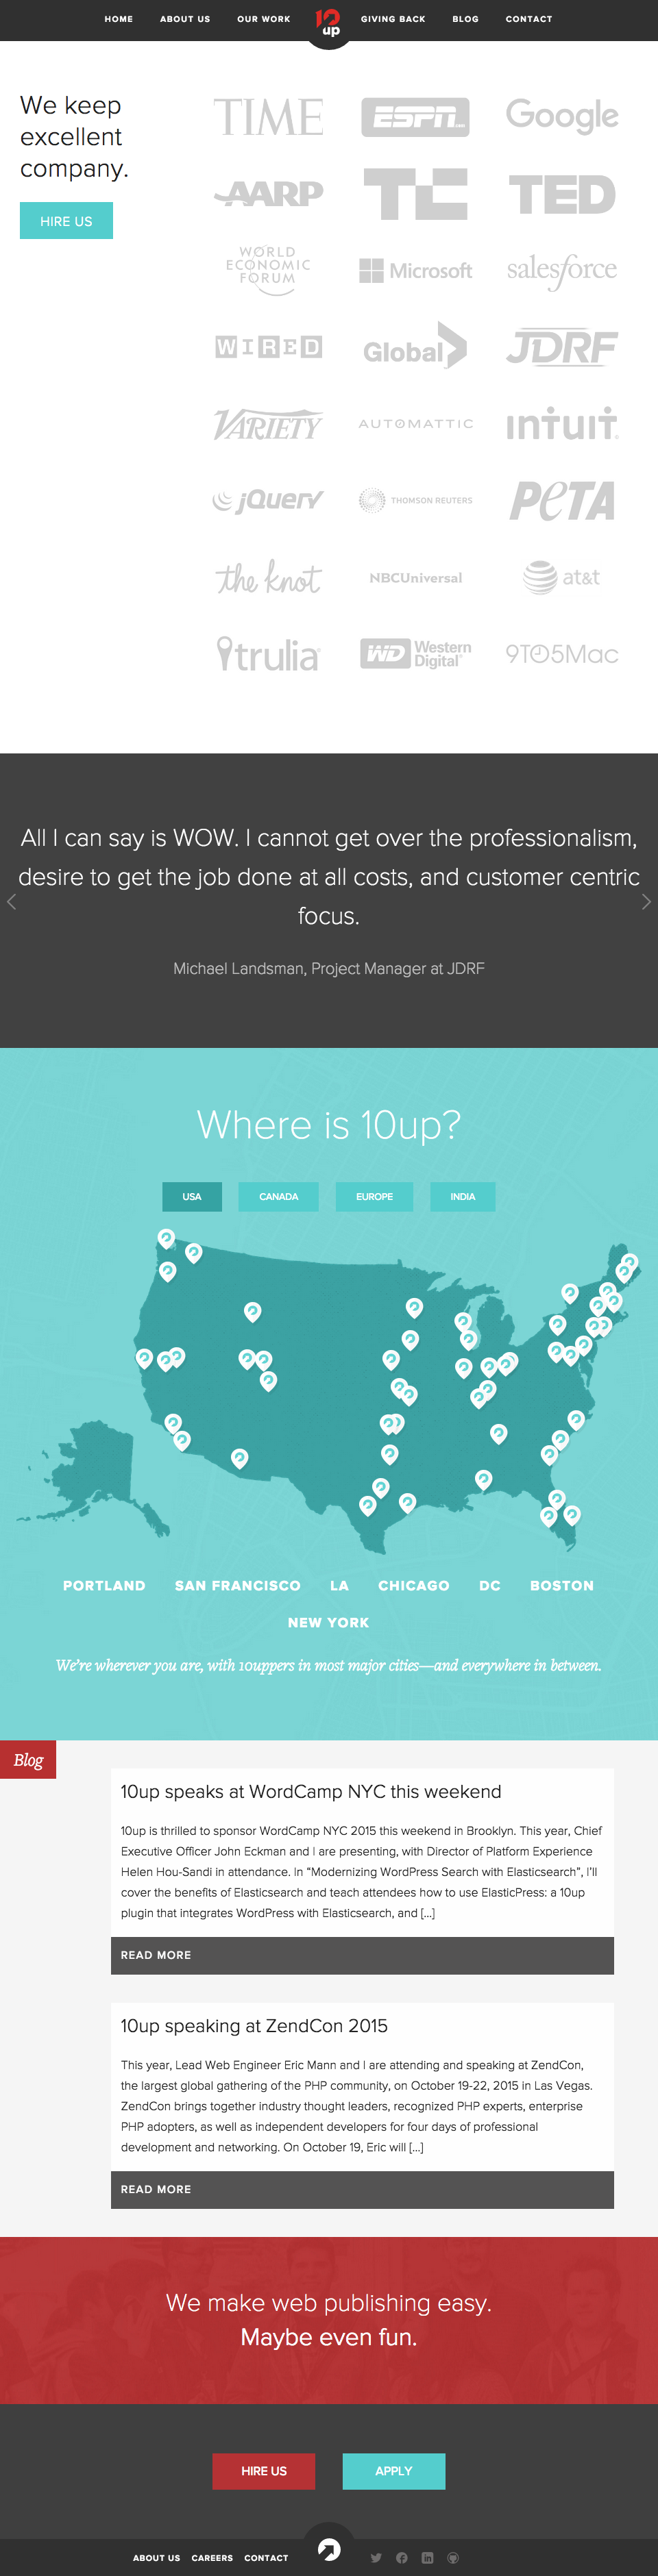 HOME ABOUT US OUR WORK 10up GIVING BACK BLOG CONTACT
We keep
excellent
company.
HIRE US
TIME ESPN.com Google
AARP TC TED
WORLD
ECONOMIC
FORUM
Microsoft salesforce
WIRED Global JDRF
VARIETY AUTOMATTIC intuit
jQuery THOMSON REUTERS PeTA
the knot NBCUniversal at&t
trulia WD Western
Digital® 9TO5Mac
All I can say is WOW. I cannot get over the professionalism,
desire to get the job done at all costs, and customer centric
focus.
Michael Landsman, Project Manager at JDRF
Where is 10up?
USA CANADA EUROPE INDIA
PORTLAND SAN FRANCISCO LA CHICAGO DC BOSTON
NEW YORK
We're wherever you are, with 10uppers in most major cities—and everywhere in between.
Blog
10up speaks at WordCamp NYC this weekend
10up is thrilled to sponsor WordCamp NYC 2015 this weekend in Brooklyn. This year, Chief
Executive Officer John Eckman and I are presenting, with Director of Platform Experience
Helen Hou-Sandi in attendance. In “Modernizing WordPress Search with Elasticsearch”, I'll
cover the benefits of Elasticsearch and teach attendees how to use ElasticPress: a 10up
plugin that integrates WordPress with Elasticsearch, and [...]
READ MORE
10up speaking at ZendCon 2015
This year, Lead Web Engineer Eric Mann and I are attending and speaking at ZendCon,
the largest global gathering of the PHP community, on October 19-22, 2015 in Las Vegas.
ZendCon brings together industry thought leaders, recognized PHP experts, enterprise
PHP adopters, as well as independent developers for four days of professional
development and networking. On October 19, Eric will [...]
READ MORE
We make web publishing easy.
Maybe even fun.
HIRE US APPLY
ABOUT US CAREERS CONTACT